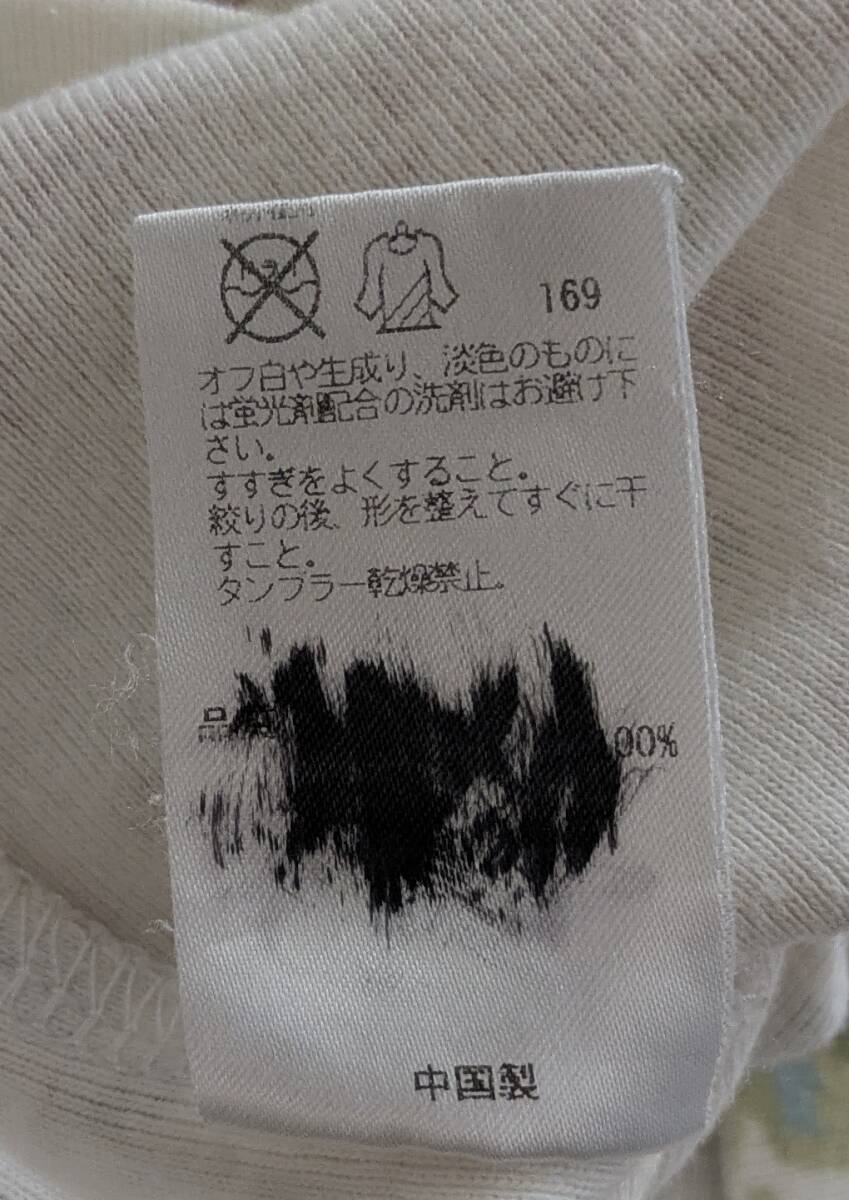 169
オフ白や生成り、淡色のものに
は蛍光剤配合の洗剤はお避け下
さい。
すすぎをよくすること。
絞りの後、形を整えてすぐに干
すこと。
タンブラー乾燥禁止。
品
00%
中国製